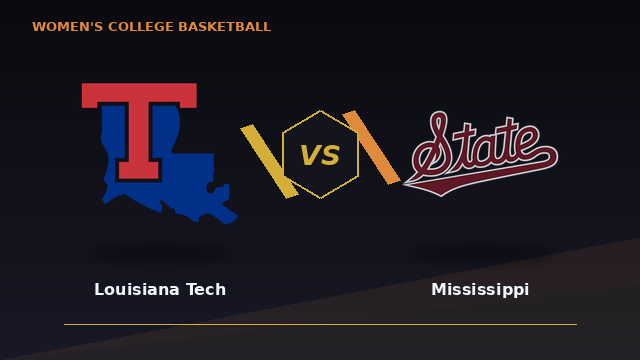 WOMEN'S COLLEGE BASKETBALL
T
VS
State
Louisiana Tech
Mississippi